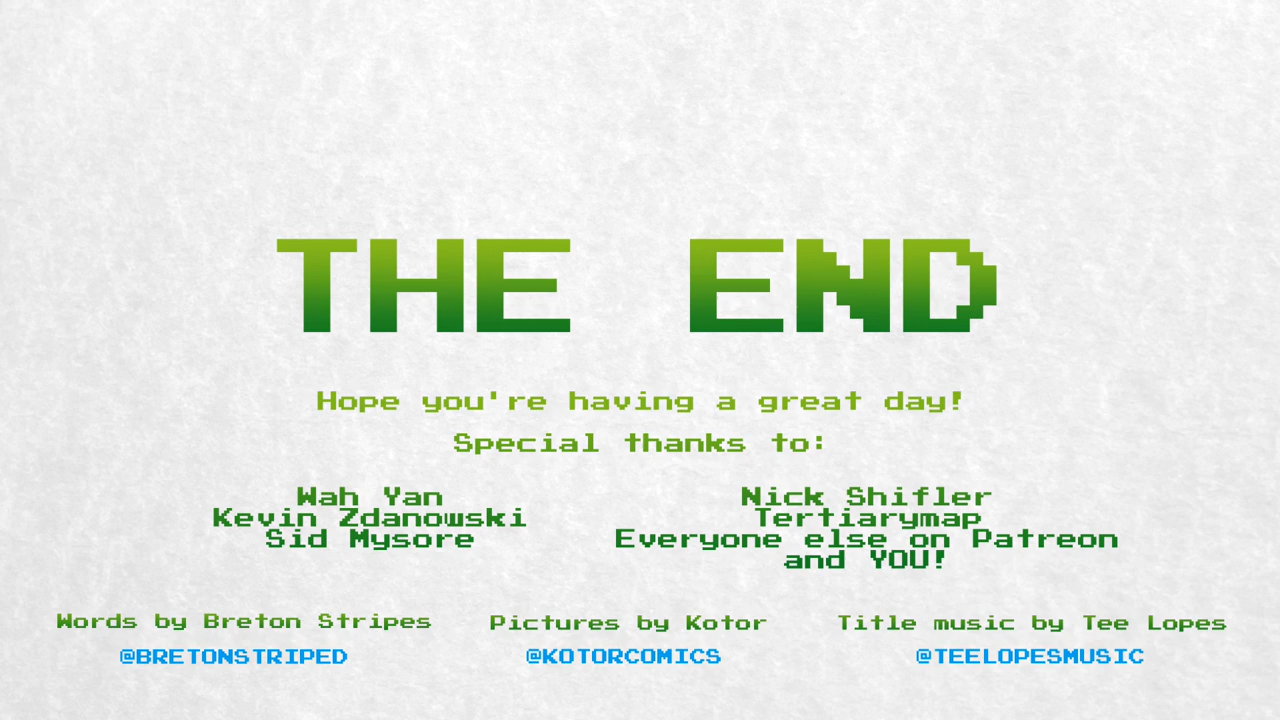 THE END
Hope you're having a great day!
Special thanks to:
Wah Yan
Kevin Zdanowski
Sid Mysore
Nick Shifler
Tertiarymap
Everyone else on Patreon
and YOU!
Words by Breton Stripes
@BRETONSTRIPED
Pictures by Kotor
@KOTORCOMICS
Title music by Tee Lopes
@TEELOPESMUSIC